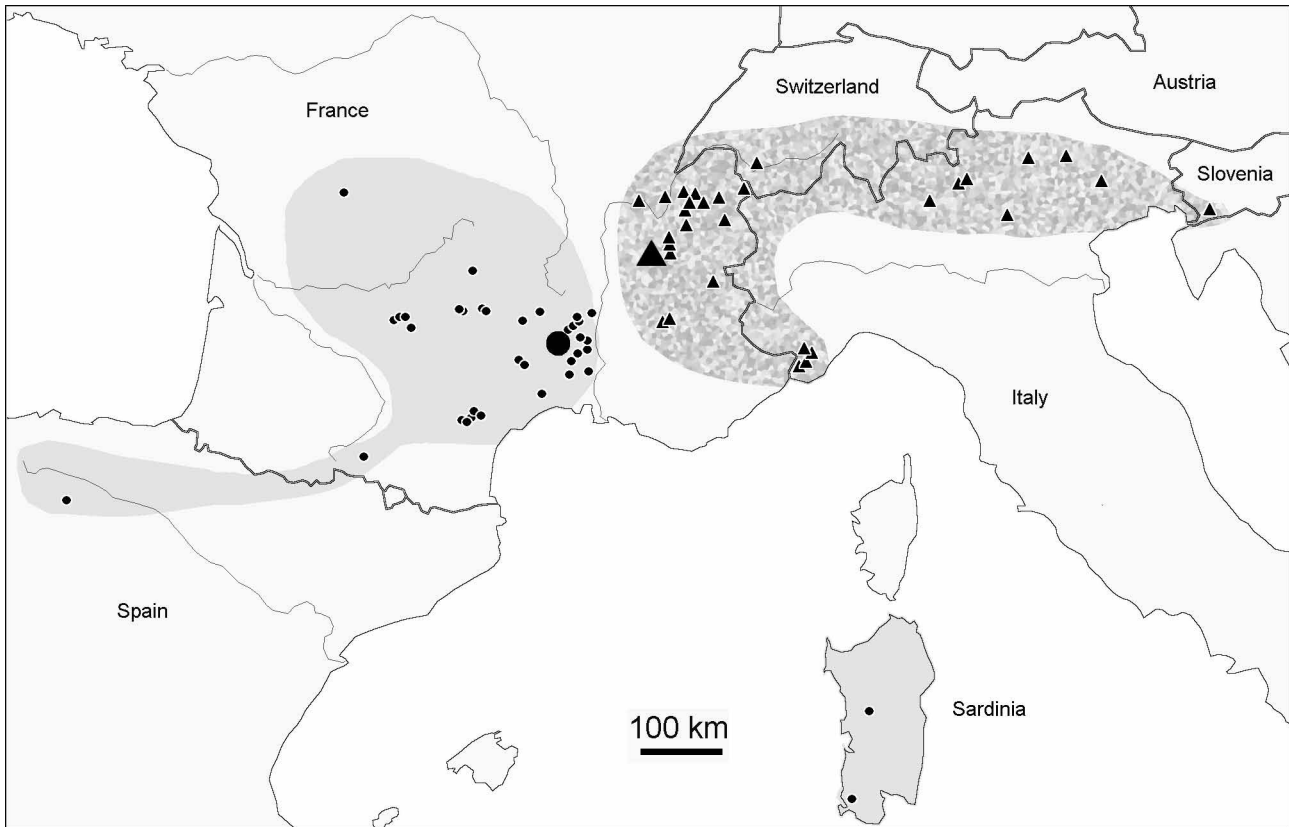 Switzerland
Austria
France
Slovenia
Italy
Spain
Sardinia
100 km